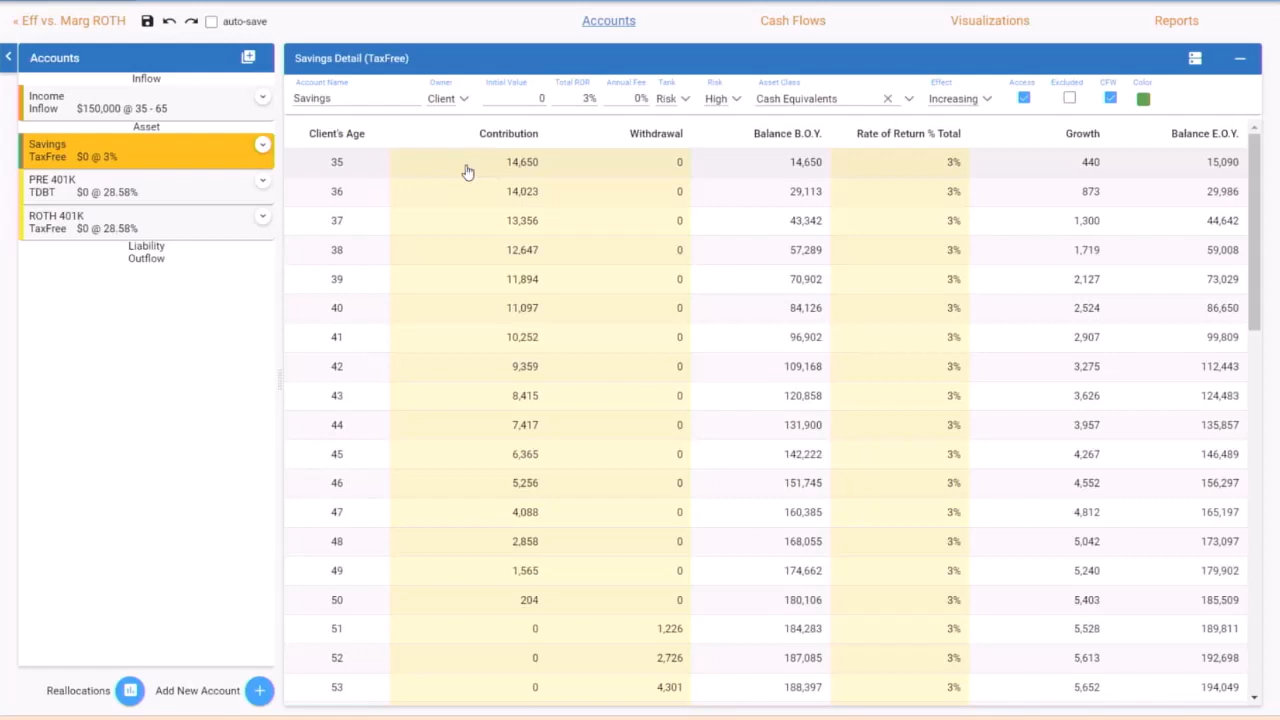 « Eff vs. Marg ROTH auto-save Accounts Cash Flows Visualizations Reports
Accounts
Inflow
Income
Inflow $150,000 @ 35 - 65
Asset
Savings
TaxFree $0 @ 3%
PRE 401K
TDBT $0 @ 28.58%
ROTH 401K
TaxFree $0 @ 28.58%
Liability
Outflow
Reallocations Add New Account
Savings Detail (TaxFree)
Account Name Owner Initial Value Total ROR Annual Fee Tank Risk Asset Class Effect Access Excluded CFW Color
Savings Client 0 3% 0% Risk High Cash Equivalents Increasing
Client's Age Contribution Withdrawal Balance B.O.Y. Rate of Return % Total Growth Balance E.O.Y.
35 14,650 0 14,650 3% 440 15,090
36 14,023 0 29,113 3% 873 29,986
37 13,356 0 43,342 3% 1,300 44,642
38 12,647 0 57,289 3% 1,719 59,008
39 11,894 0 70,902 3% 2,127 73,029
40 11,097 0 84,126 3% 2,524 86,650
41 10,252 0 96,902 3% 2,907 99,809
42 9,359 0 109,168 3% 3,275 112,443
43 8,415 0 120,858 3% 3,626 124,483
44 7,417 0 131,900 3% 3,957 135,857
45 6,365 0 142,222 3% 4,267 146,489
46 5,256 0 151,745 3% 4,552 156,297
47 4,088 0 160,385 3% 4,812 165,197
48 2,858 0 168,055 3% 5,042 173,097
49 1,565 0 174,662 3% 5,240 179,902
50 204 0 180,106 3% 5,403 185,509
51 0 1,226 184,283 3% 5,528 189,811
52 0 2,726 187,085 3% 5,613 192,698
53 0 4,301 188,397 3% 5,652 194,049